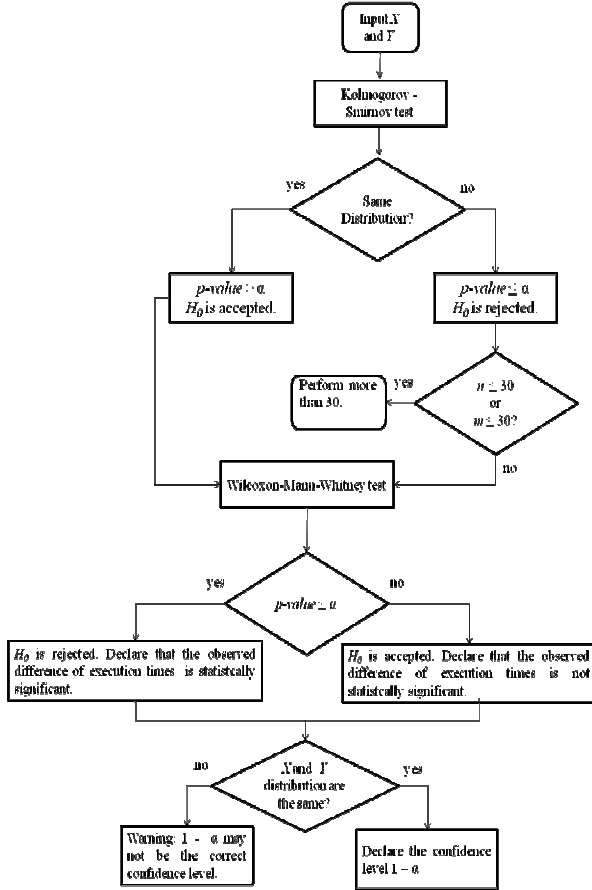 Input X
and Y
Kolmogorov -
Smirnov test
yes
no
Same
Distribution?
p-value > α
H0 is accepted.
p-value ≤ α
H0 is rejected.
Perform more
than 30.
yes
n ≤ 30
or
m ≤ 30?
no
Wilcoxon-Mann-Whitney test
yes
no
p-value ≤ α
H0 is rejected. Declare that the observed
difference of execution times is statistcally
significant.
H0 is accepted. Declare that the observed
difference of execution times is not
statistcally significant.
no
yes
X and Y
distribution are
the same?
Warning: 1 - α may
not be the correct
confidence level.
Declare the confidence
level 1 – α